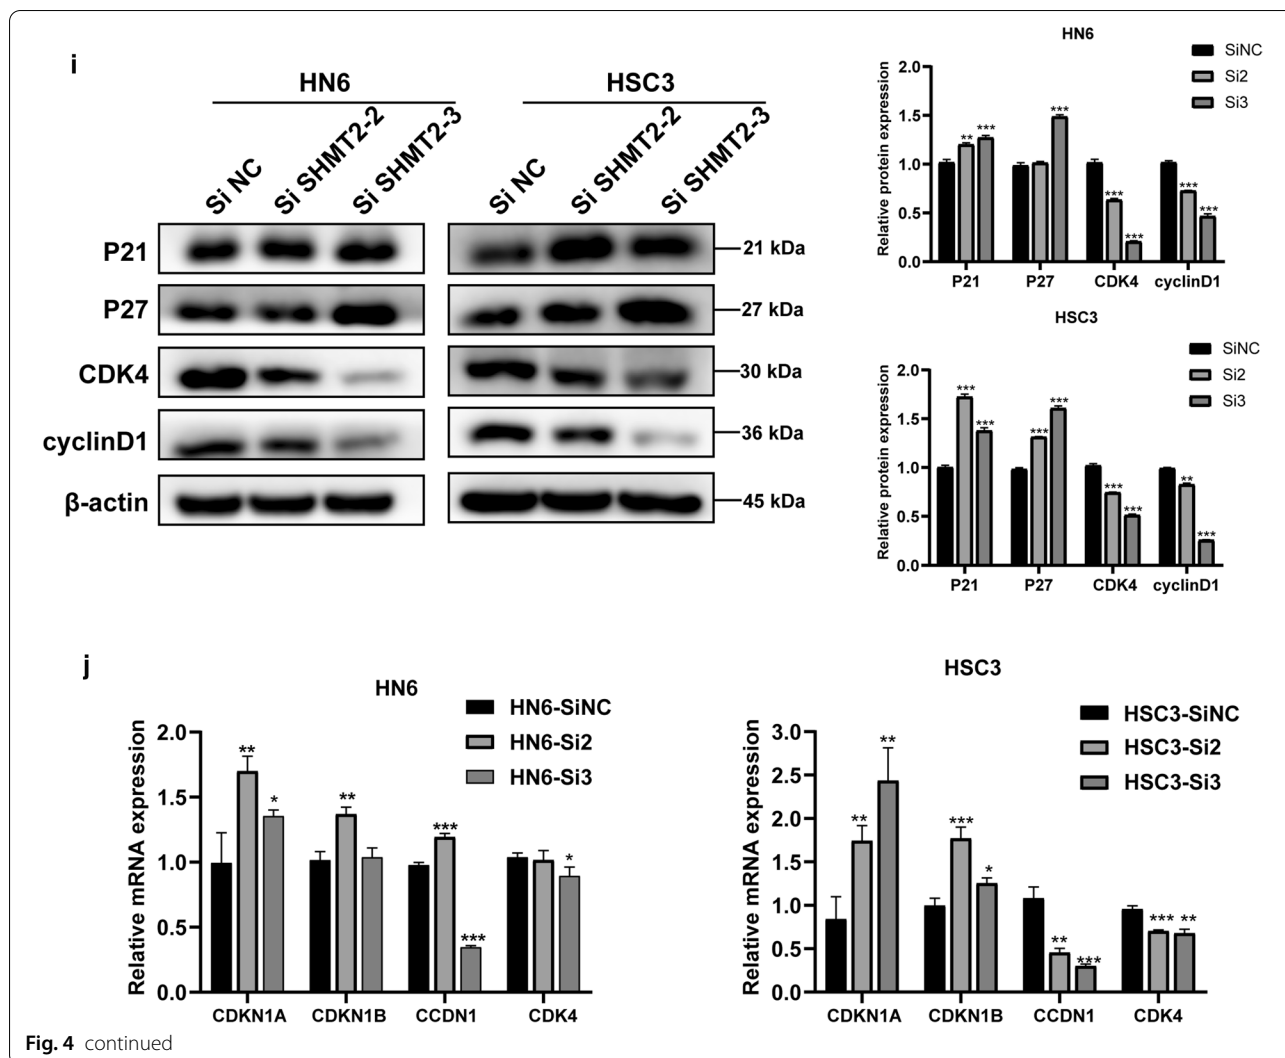 i
HN6
HSC3
Si NC
Si SHMT2-2
Si SHMT2-3
Si NC
Si SHMT2-2
Si SHMT2-3
P21
21 kDa
P27
27 kDa
CDK4
30 kDa
cyclinD1
36 kDa
β-actin
45 kDa
HN6
SiNC
Si2
Si3
Relative protein expression
2.0
1.5
1.0
0.5
0.0
** ***
***
*** ***
*** ***
P21 P27 CDK4 cyclinD1
HSC3
SiNC
Si2
Si3
Relative protein expression
2.0
1.5
1.0
0.5
0.0
*** ***
*** ***
*** ***
** ***
P21 P27 CDK4 cyclinD1
j
HN6
HN6-SiNC
HN6-Si2
HN6-Si3
Relative mRNA expression
2.0
1.5
1.0
0.5
0.0
** *
**
*** ***
*
CDKN1A CDKN1B CCDN1 CDK4
HSC3
HSC3-SiNC
HSC3-Si2
HSC3-Si3
Relative mRNA expression
3.0
2.5
2.0
1.5
1.0
0.5
0.0
** **
*** *
** ***
*** **
CDKN1A CDKN1B CCDN1 CDK4
Fig. 4 continued